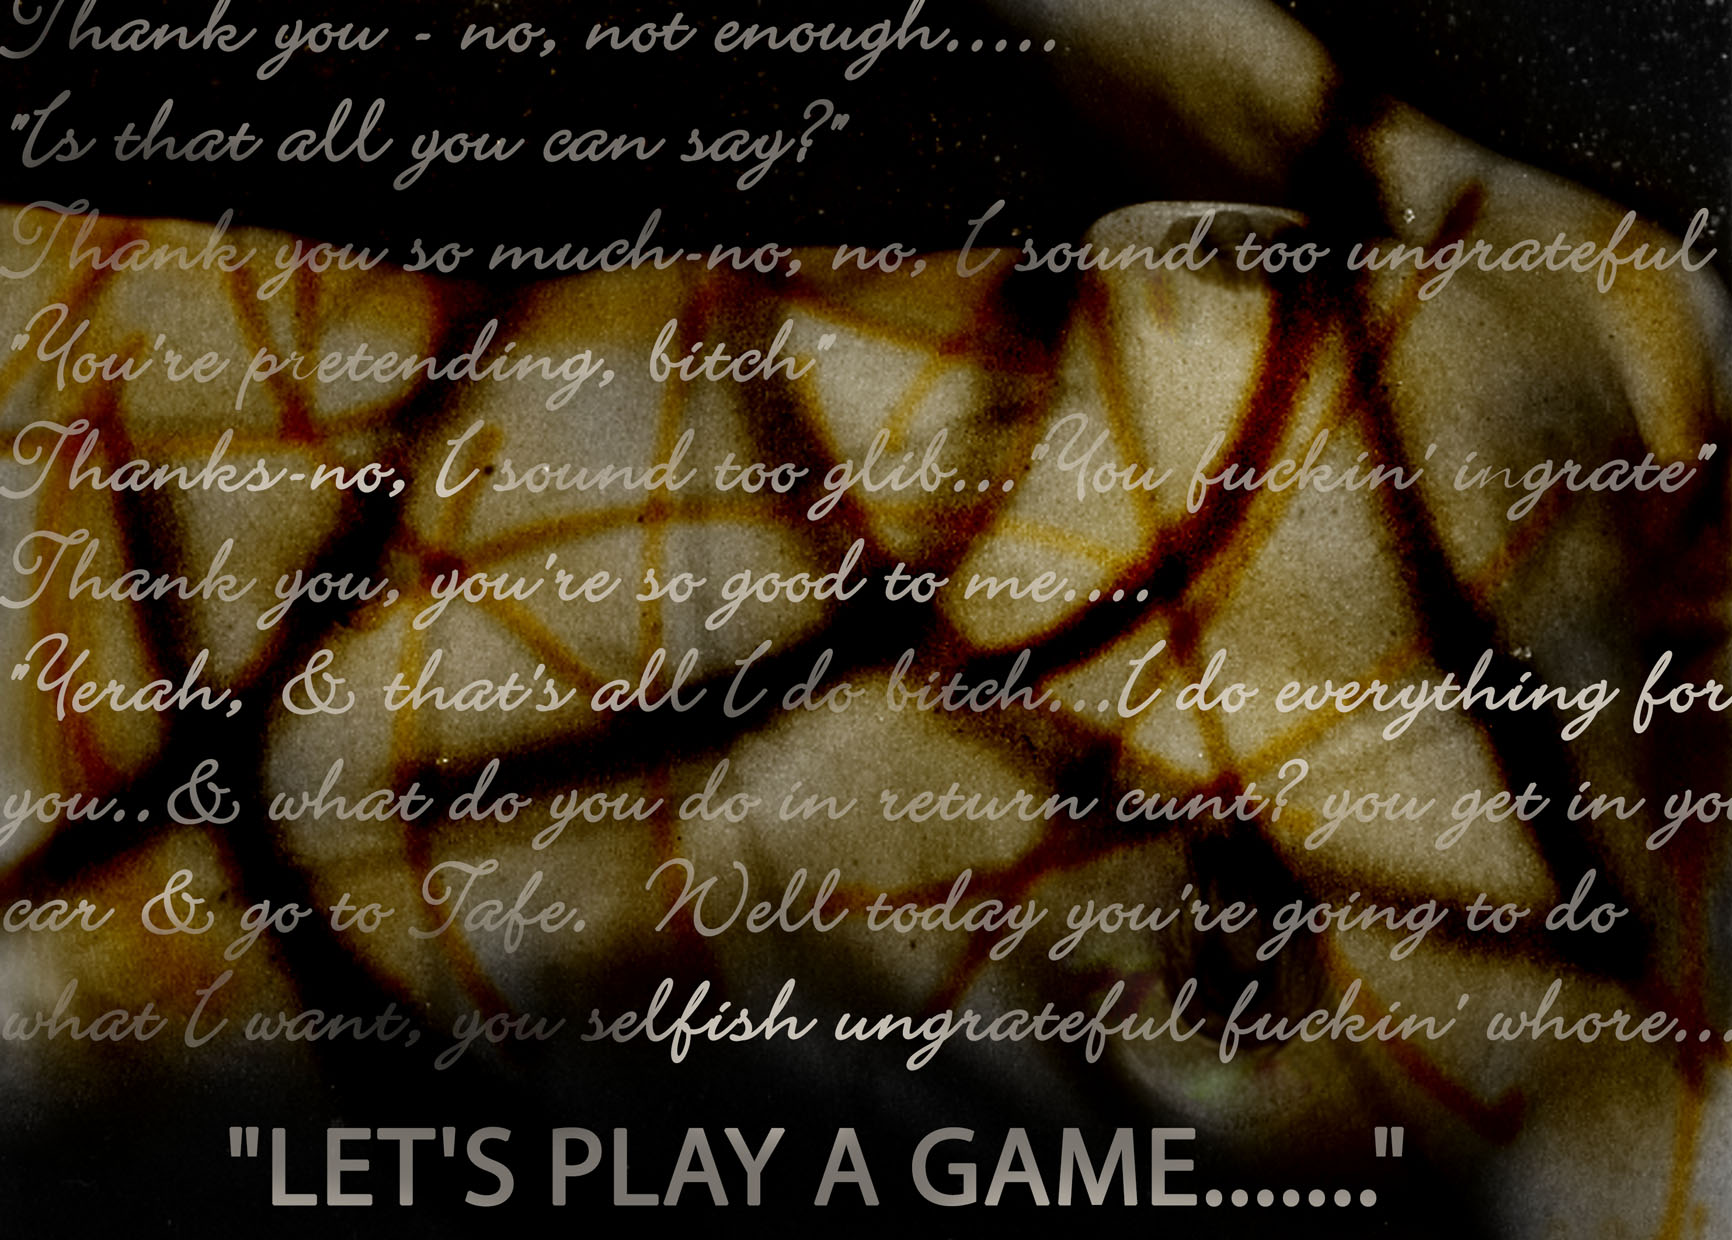 Thank you - no, not enough.....
"Is that all you can say?"
Thank you so much-no, no, I sound too ungrateful
"You're pretending, bitch"
Thanks-no, I sound too glib..."You fuckin' ingrate"
Thank you, you're so good to me....
"Yerah, & that's all I do bitch...I do everything for
you..& what do you do in return cunt? you get in you
car & go to Tafe. Well today you're going to do
what I want, you selfish ungrateful fuckin' whore...
"LET'S PLAY A GAME......."